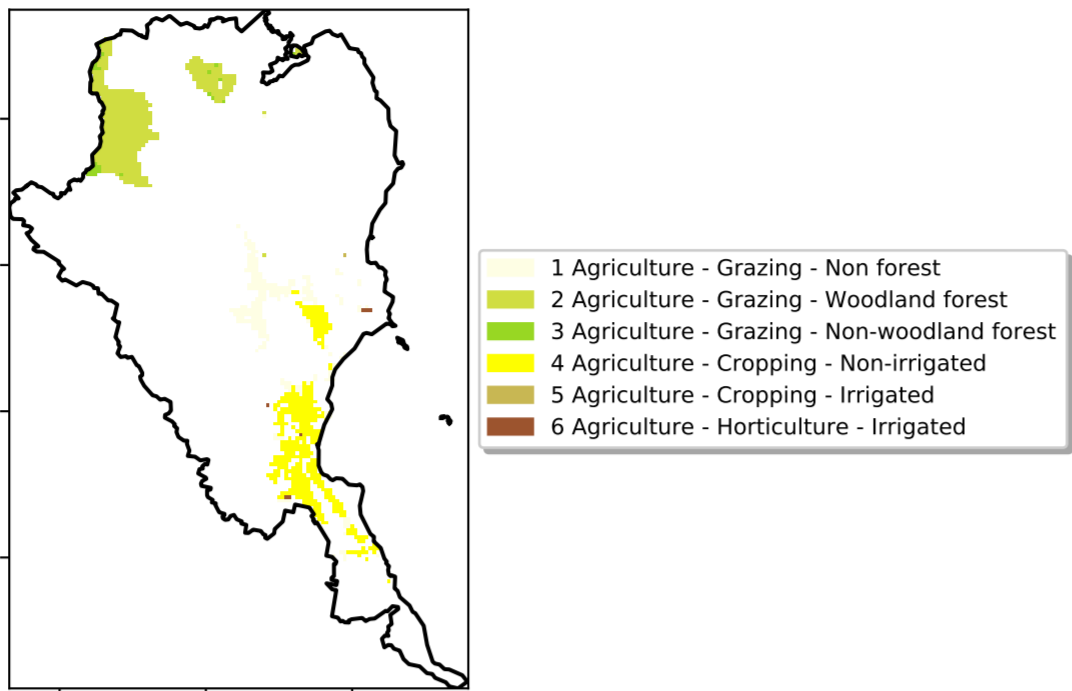 1 Agriculture - Grazing - Non forest
2 Agriculture - Grazing - Woodland forest
3 Agriculture - Grazing - Non-woodland forest
4 Agriculture - Cropping - Non-irrigated
5 Agriculture - Cropping - Irrigated
6 Agriculture - Horticulture - Irrigated